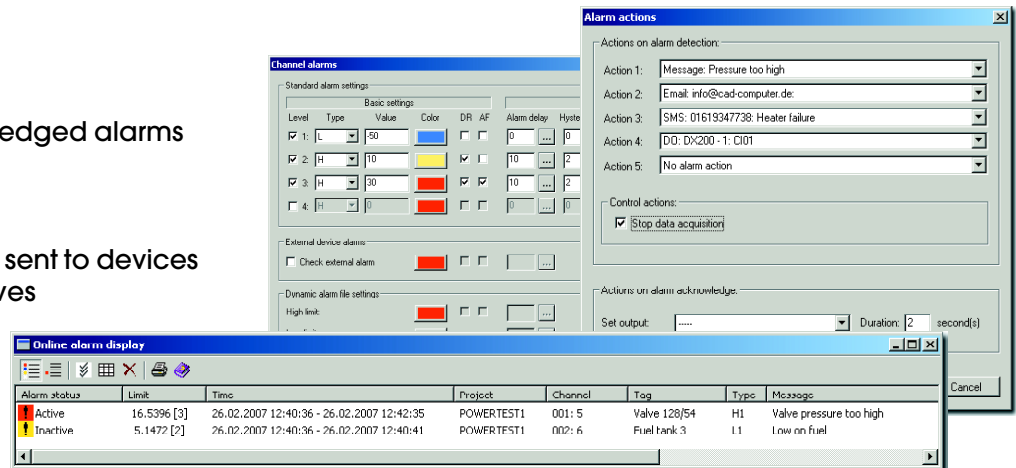 edged alarms
sent to devices
ves
Channel alarms
Standard alarm settings
Basic settings
Level Type Value Color DR AF Alarm delay Hyste
1: L -50 0 ... 0
2: H 10 10 ... 2
3: H 30 10 ... 2
4: H 0 0 ... 0
External device alarms
Check external alarm ...
Dynamic alarm file settings
High limit: ...
Alarm actions
Actions on alarm detection:
Action 1: Message: Pressure too high
Action 2: Email: info@cad-computer.de:
Action 3: SMS: 01619347738: Heater failure
Action 4: DO: DX200 - 1: CI01
Action 5: No alarm action
Control actions:
Stop data acquisition
Actions on alarm acknowledge:
Set output: ..... Duration: 2 second(s)
Cancel
Online alarm display
Alarm status Limit Time Project Channel Tag Type Message
Active 16.5396 [3] 26.02.2007 12:40:36 - 26.02.2007 12:42:35 POWERTEST1 001: 5 Valve 128/54 H1 Valve pressure too high
Inactive 5.1472 [2] 26.02.2007 12:40:36 - 26.02.2007 12:40:41 POWERTEST1 002: 6 Fuel tank 3 L1 Low on fuel